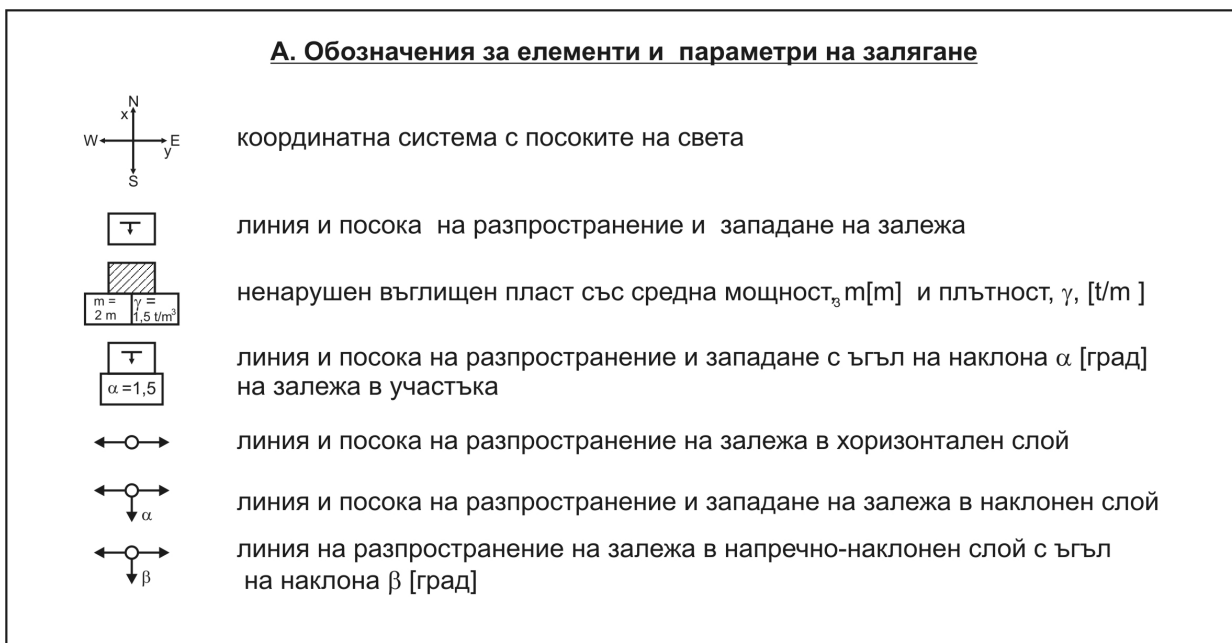 А. Обозначения за елементи и параметри на залягане
N
x
W E
y
S
координатна система с посоките на света
линия и посока на разпространение и западане на залежа
m = γ =
2 m 1,5 t/m³
ненарушен въглищен пласт със средна мощност, m[m] и плътност, γ, [t/m ]
3
линия и посока на разпространение и западане с ъгъл на наклона α [град]
α =1,5
на залежа в участъка
линия и посока на разпространение на залежа в хоризонтален слой
линия и посока на разпространение и западане на залежа в наклонен слой
α
линия на разпространение на залежа в напречно-наклонен слой с ъгъл
β
на наклона β [град]